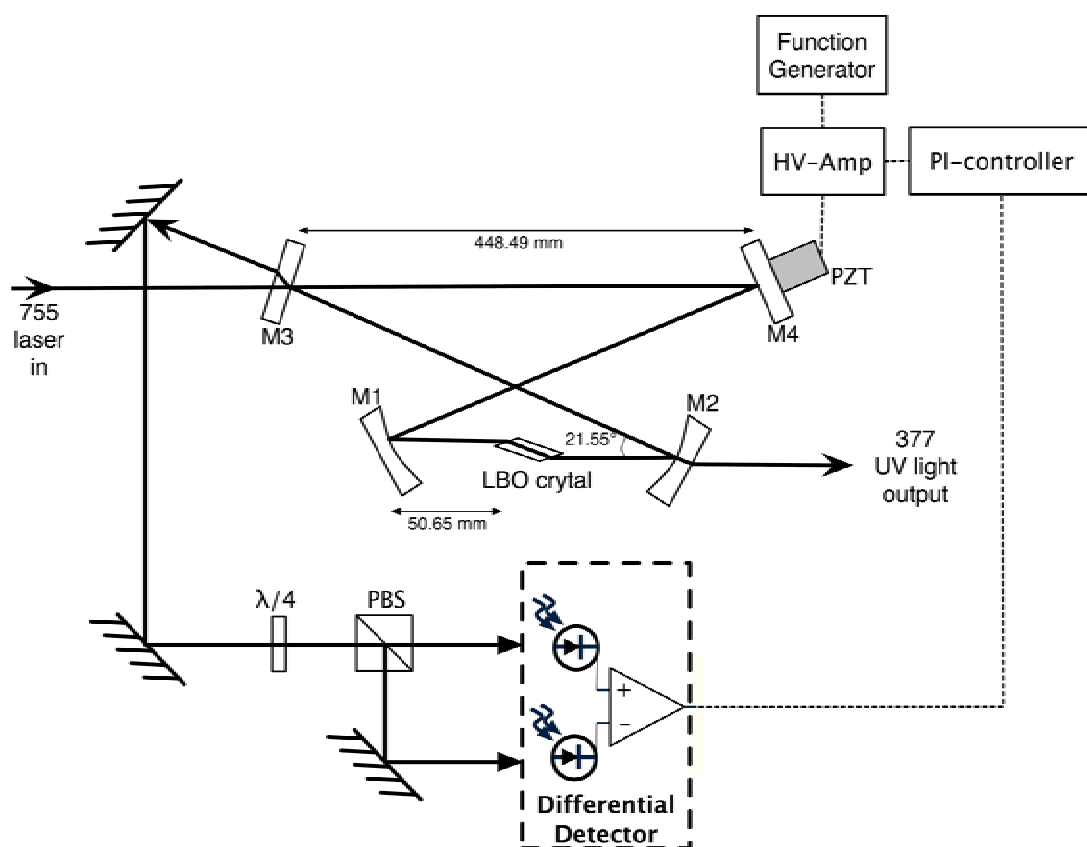 Function
Generator
HV-Amp
PI-controller
448.49 mm
PZT
755
laser
in
M3
M4
M1
M2
21.55°
LBO crytal
377
UV light
output
50.65 mm
λ/4
PBS
+
−
Differential
Detector